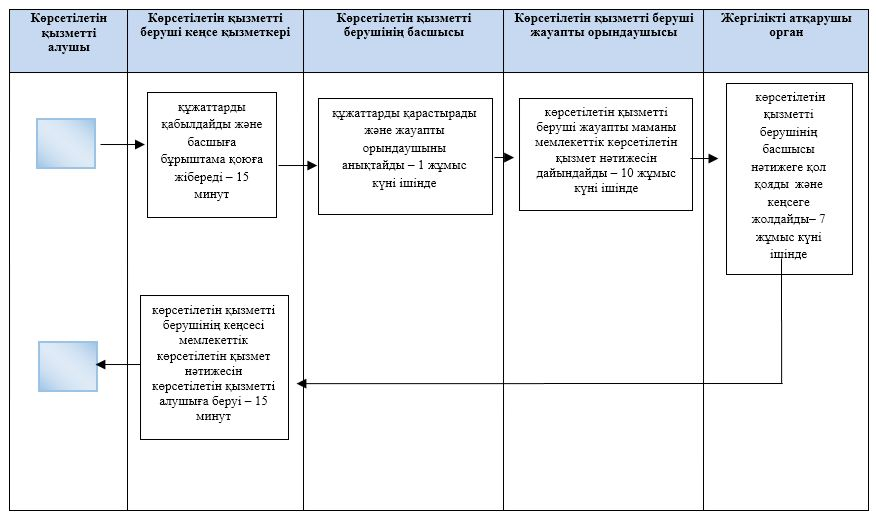 Көрсетілетін
қызметті
алушы
Көрсетілетін қызметті
беруші кеңсе қызметкері
Көрсетілетін қызметті
берушінің басшысы
Көрсетілетін қызметті беруші
жауапты орындаушысы
Жергілікті атқарушы
орган
құжаттарды
қабылдайды және
басшыға
бұрыштама қоюға
жібереді – 15
минут
құжаттарды қарастырады
және жауапты
орындаушыны
анықтайды – 1 жұмыс
күні ішінде
көрсетілетін қызметті
беруші жауапты маманы
мемлекеттік көрсетілетін
қызмет нәтижесін
дайындайды – 10 жұмыс
күні ішінде
көрсетілетін
қызметті
берушінің
басшысы
нәтижеге қол
қояды және
кеңсеге
жолдайды– 7
жұмыс күні
ішінде
көрсетілетін қызметті
берушінің кеңсесі
мемлекеттік
көрсетілетін қызмет
нәтижесін
көрсетілетін қызметті
алушыға беруі – 15
минут